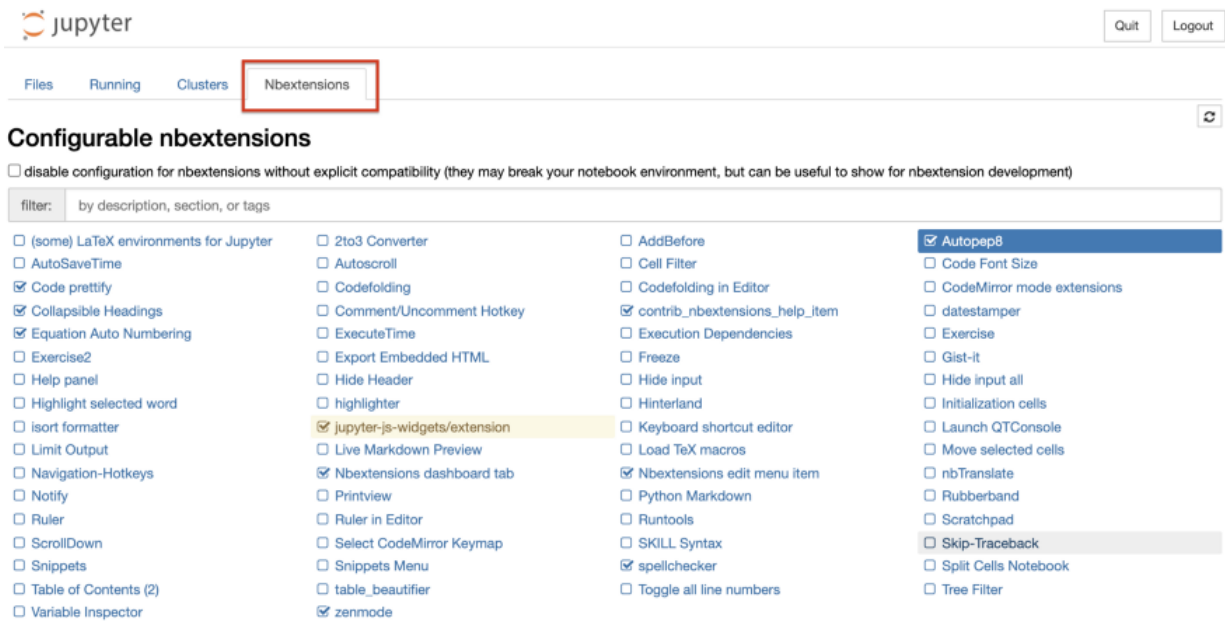 jupyter Quit Logout
Files Running Clusters Nbextensions
Configurable nbextensions
disable configuration for nbextensions without explicit compatibility (they may break your notebook environment, but can be useful to show for nbextension development)
filter: by description, section, or tags
(some) LaTeX environments for Jupyter 2to3 Converter AddBefore Autopep8
AutoSaveTime Autoscroll Cell Filter Code Font Size
Code prettify Codefolding Codefolding in Editor CodeMirror mode extensions
Collapsible Headings Comment/Uncomment Hotkey contrib_nbextensions_help_item datestamper
Equation Auto Numbering ExecuteTime Execution Dependencies Exercise
Exercise2 Export Embedded HTML Freeze Gist-it
Help panel Hide Header Hide input Hide input all
Highlight selected word highlighter Hinterland Initialization cells
isort formatter jupyter-js-widgets/extension Keyboard shortcut editor Launch QTConsole
Limit Output Live Markdown Preview Load TeX macros Move selected cells
Navigation-Hotkeys Nbextensions dashboard tab Nbextensions edit menu item nbTranslate
Notify Printview Python Markdown Rubberband
Ruler Ruler in Editor Runtools Scratchpad
ScrollDown Select CodeMirror Keymap SKILL Syntax Skip-Traceback
Snippets Snippets Menu spellchecker Split Cells Notebook
Table of Contents (2) table_beautifier Toggle all line numbers Tree Filter
Variable Inspector zenmode